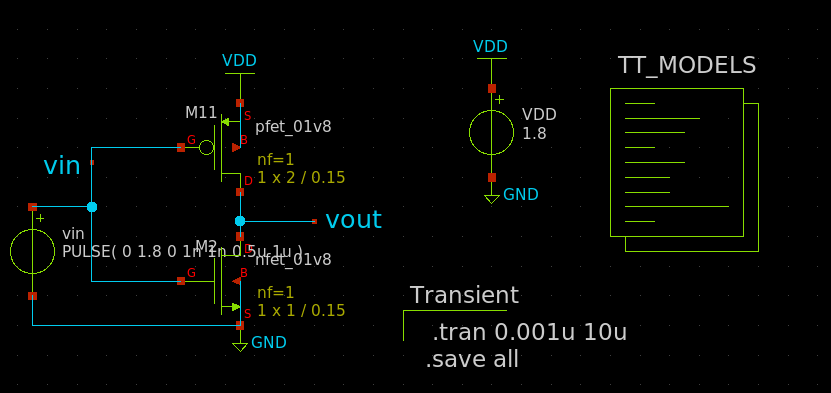 VDD
M11
S
pfet_01v8
G
B
nf=1
1 x 2 / 0.15
D
vin
vout
+
vin
PULSE( 0 1.8 0 1n 1n 0.5u 1u )
M2
D
nfet_01v8
G
B
nf=1
1 x 1 / 0.15
S
GND
VDD
+
VDD
1.8
GND
TT_MODELS
Transient
.tran 0.001u 10u
.save all